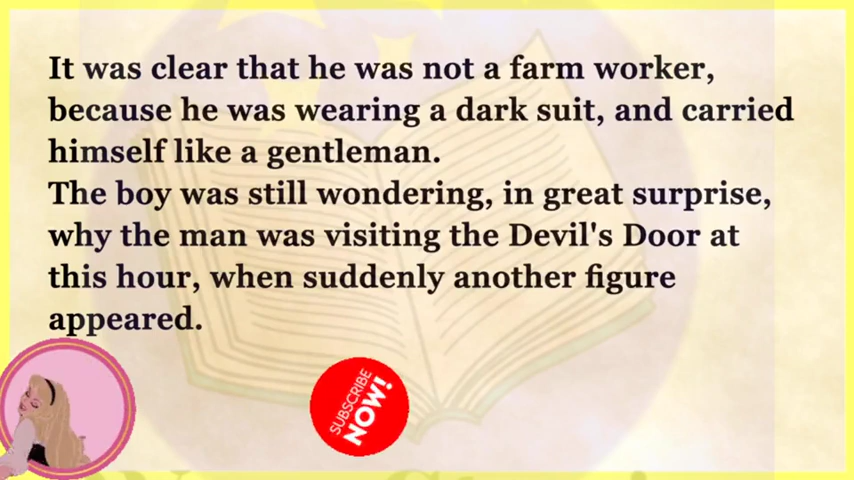 It was clear that he was not a farm worker,
because he was wearing a dark suit, and carried
himself like a gentleman.
The boy was still wondering, in great surprise,
why the man was visiting the Devil's Door at
this hour, when suddenly another figure
appeared.
SUBSCRIBE
NOW!